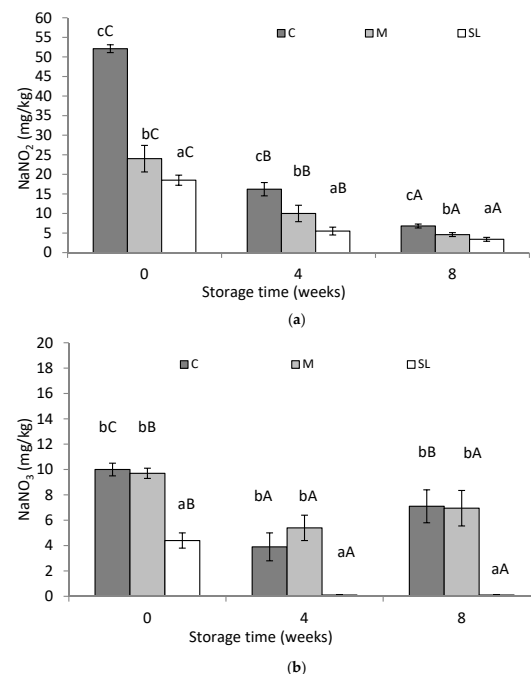 60
55
50
45
40
35
30
25
20
15
10
5
0
NaNO2 (mg/kg)
C M SL
cC
bC
aC
cB
bB
aB
cA
bA
aA
0 4 8
Storage time (weeks)
(a)
20
18
16
14
12
10
8
6
4
2
0
NaNO3 (mg/kg)
C M SL
bC bB
aB
bA bA
aA
bB bA
aA
0 4 8
Storage time (weeks)
(b)